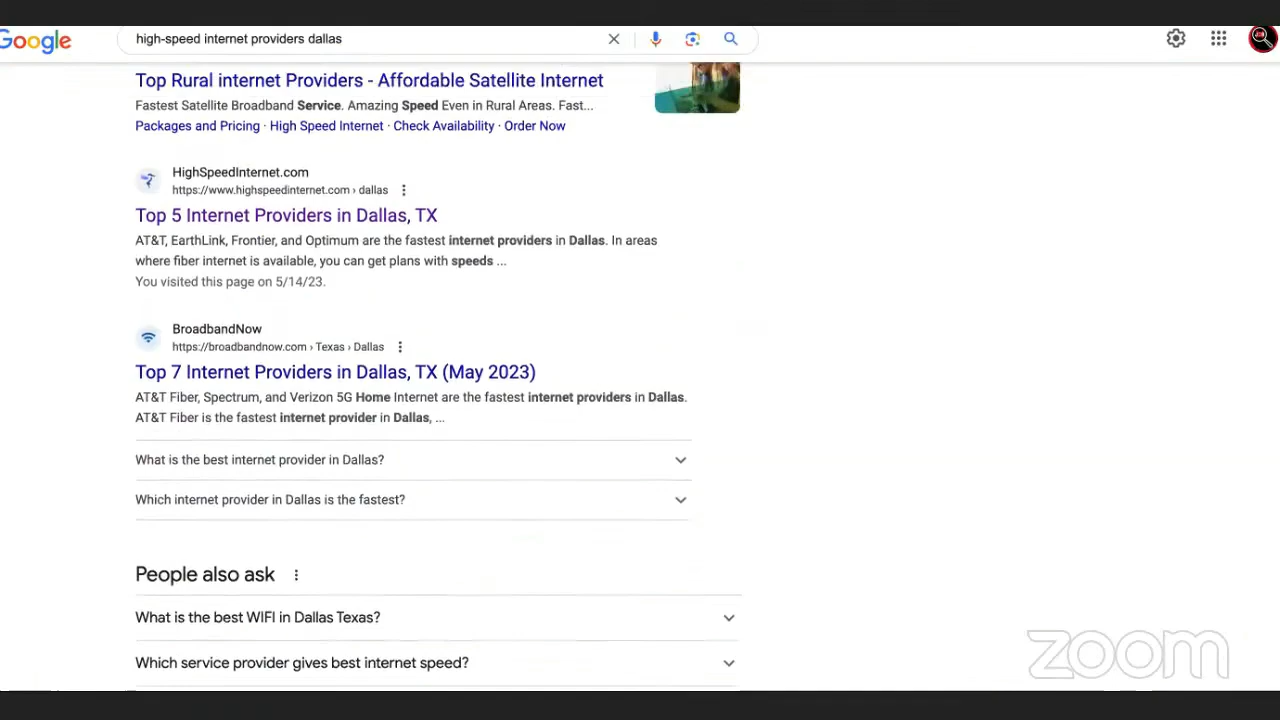 Google
high-speed internet providers dallas
Top Rural internet Providers - Affordable Satellite Internet
Fastest Satellite Broadband Service. Amazing Speed Even in Rural Areas. Fast...
Packages and Pricing · High Speed Internet · Check Availability · Order Now
HighSpeedInternet.com
https://www.highspeedinternet.com › dallas
Top 5 Internet Providers in Dallas, TX
AT&T, EarthLink, Frontier, and Optimum are the fastest internet providers in Dallas. In areas
where fiber internet is available, you can get plans with speeds ...
You visited this page on 5/14/23.
BroadbandNow
https://broadbandnow.com › Texas › Dallas
Top 7 Internet Providers in Dallas, TX (May 2023)
AT&T Fiber, Spectrum, and Verizon 5G Home Internet are the fastest internet providers in Dallas.
AT&T Fiber is the fastest internet provider in Dallas, ...
What is the best internet provider in Dallas?
Which internet provider in Dallas is the fastest?
People also ask
What is the best WIFI in Dallas Texas?
Which service provider gives best internet speed?
zoom